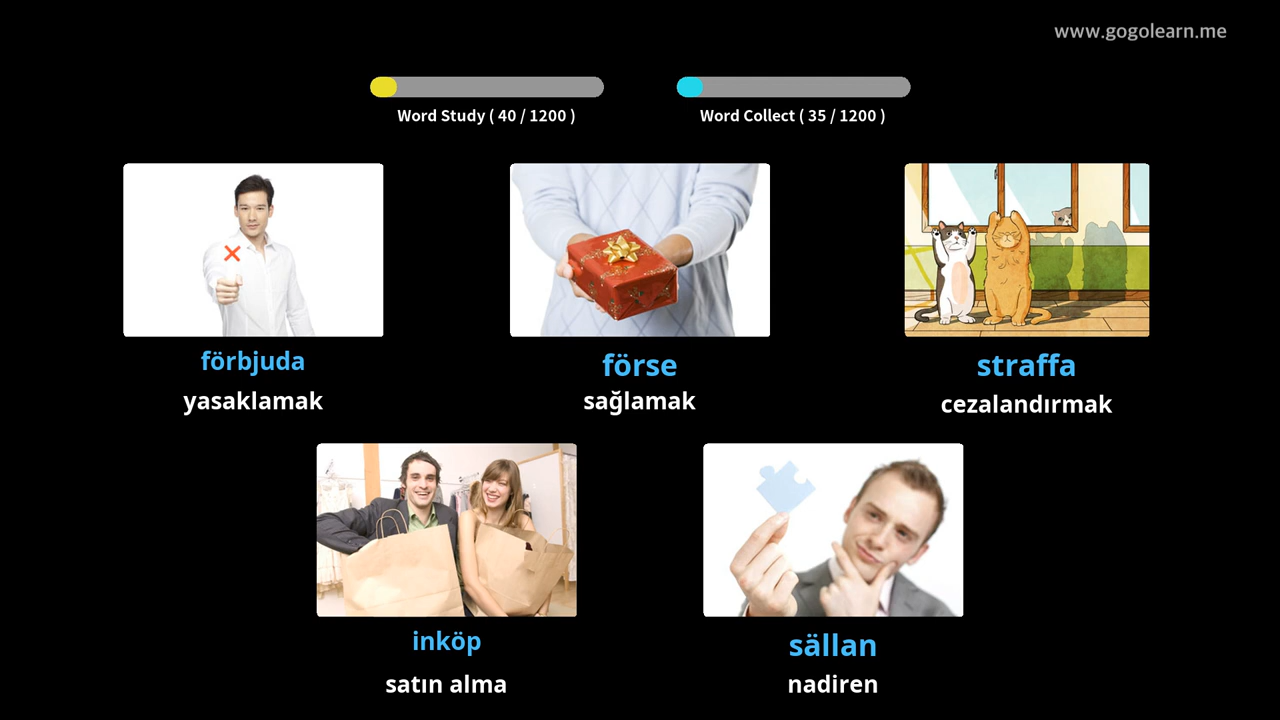 www.gogolearn.me
Word Study ( 40 / 1200 )
Word Collect ( 35 / 1200 )
förbjuda
yasaklamak
förse
sağlamak
straffa
cezalandırmak
inköp
satın alma
sällan
nadiren